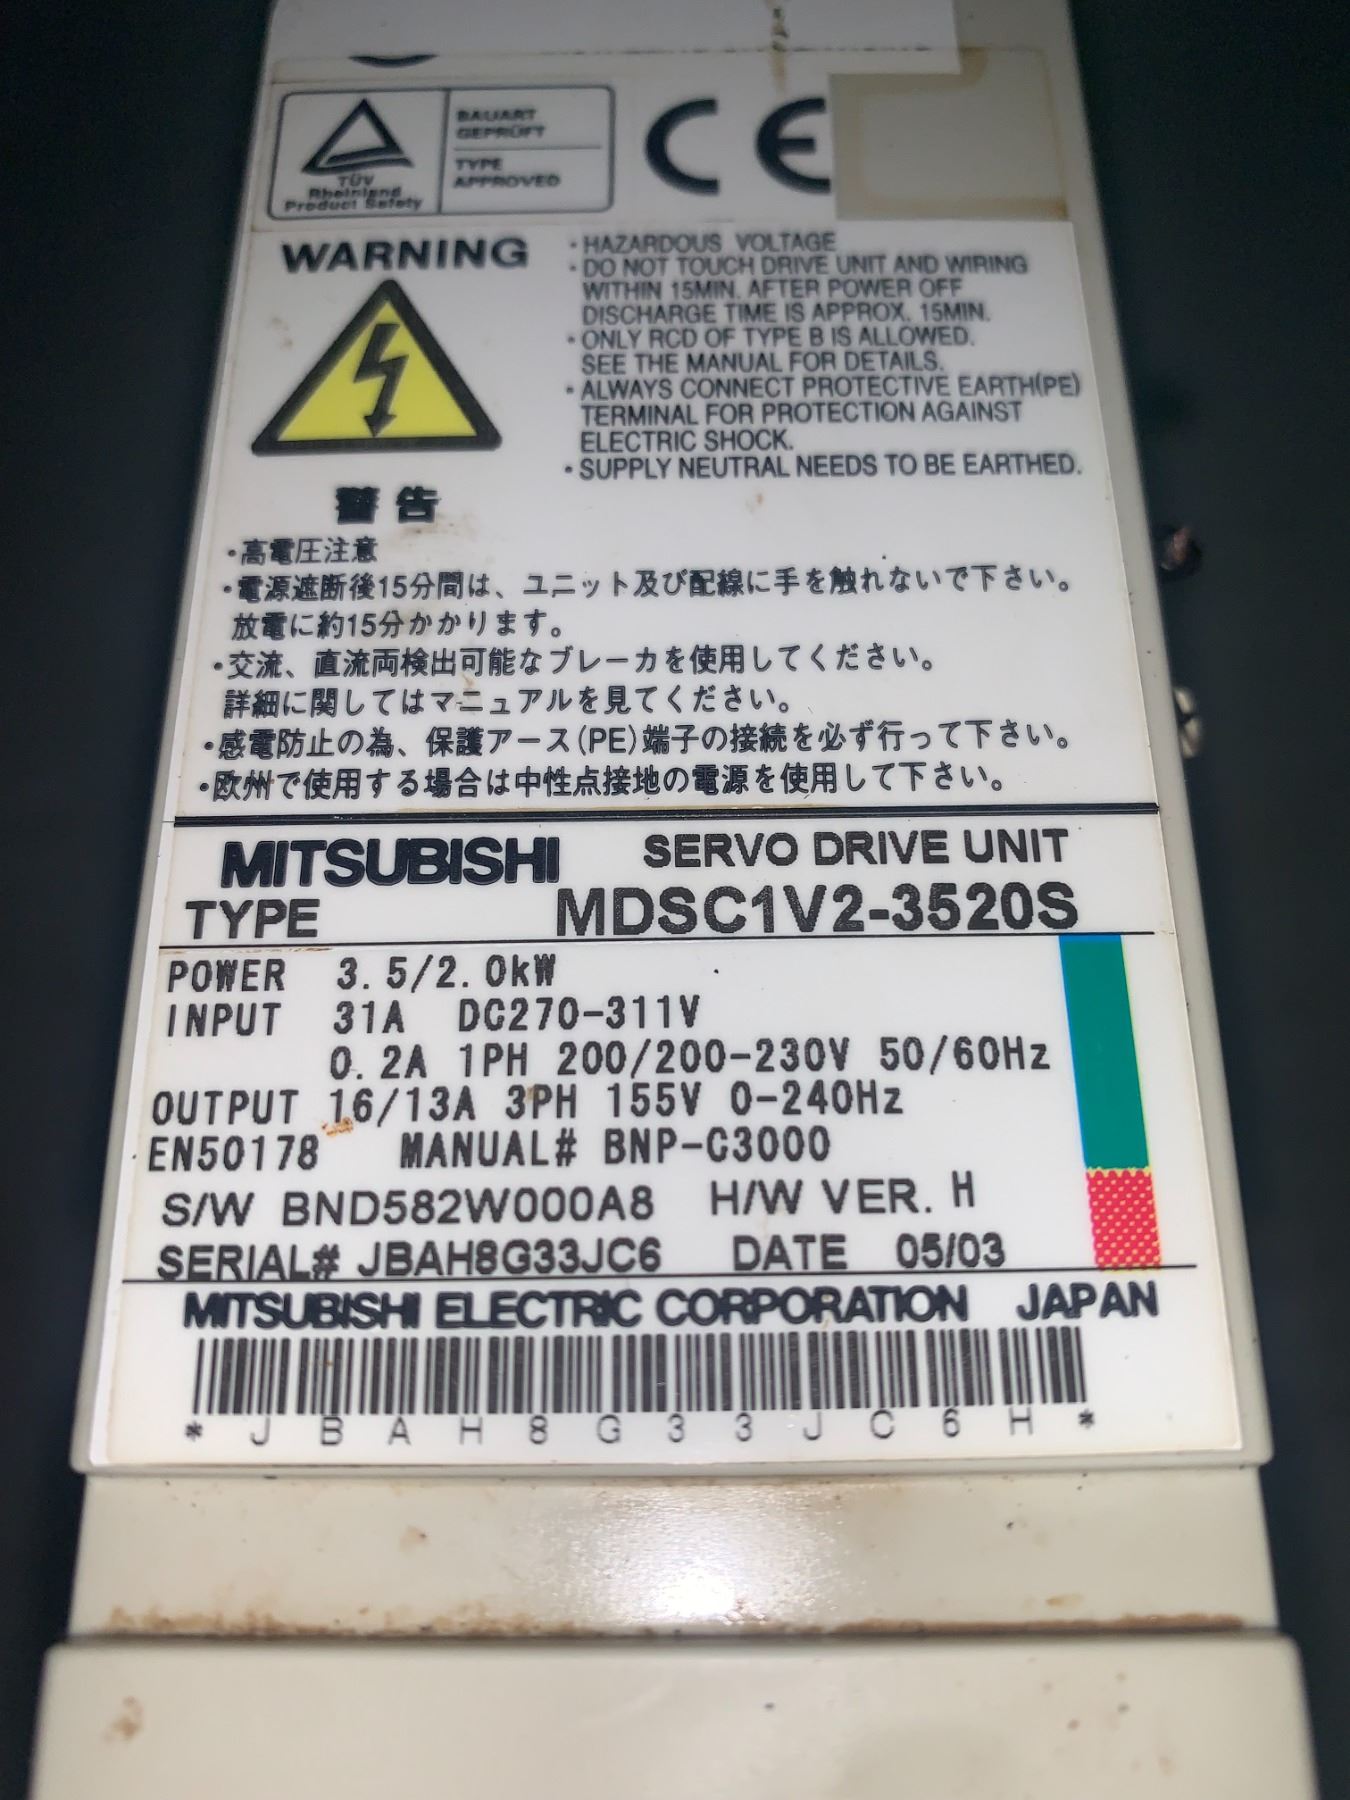 TÜV
Rheinland
Product Safety
BAUART
GEPRÜFT
TYPE
APPROVED
CE
WARNING
・HAZARDOUS VOLTAGE
・DO NOT TOUCH DRIVE UNIT AND WIRING
WITHIN 15MIN. AFTER POWER OFF
DISCHARGE TIME IS APPROX. 15MIN.
・ONLY RCD OF TYPE B IS ALLOWED.
SEE THE MANUAL FOR DETAILS.
・ALWAYS CONNECT PROTECTIVE EARTH(PE)
TERMINAL FOR PROTECTION AGAINST
ELECTRIC SHOCK.
・SUPPLY NEUTRAL NEEDS TO BE EARTHED.
警告
・高電圧注意
・電源遮断後15分間は、ユニット及び配線に手を触れないで下さい。
放電に約15分かかります。
・交流、直流両検出可能なブレーカを使用してください。
詳細に関してはマニュアルを見てください。
・感電防止の為、保護アース(PE)端子の接続を必ず行って下さい。
・欧州で使用する場合は中性点接地の電源を使用して下さい。
MITSUBISHI SERVO DRIVE UNIT
TYPE MDSC1V2-3520S
POWER 3.5/2.0kW
INPUT 31A DC270-311V
0.2A 1PH 200/200-230V 50/60Hz
OUTPUT 16/13A 3PH 155V 0-240Hz
EN50178 MANUAL# BNP-C3000
S/W BND582W000A8 H/W VER. H
SERIAL# JBAH8G33JC6 DATE 05/03
MITSUBISHI ELECTRIC CORPORATION JAPAN
* J B A H 8 G 3 3 J C 6 H *